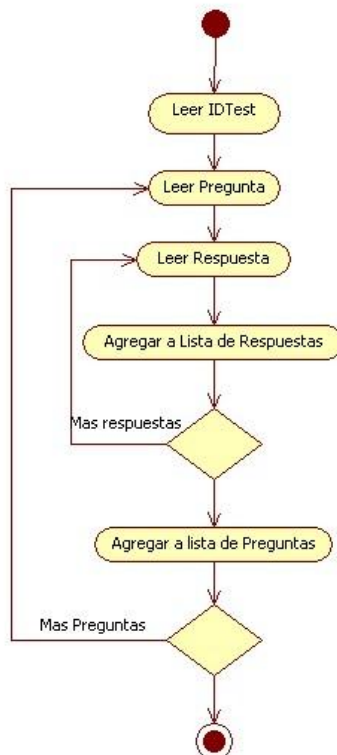 Leer IDTest
Leer Pregunta
Leer Respuesta
Agregar a Lista de Respuestas
Mas respuestas
Agregar a lista de Preguntas
Mas Preguntas